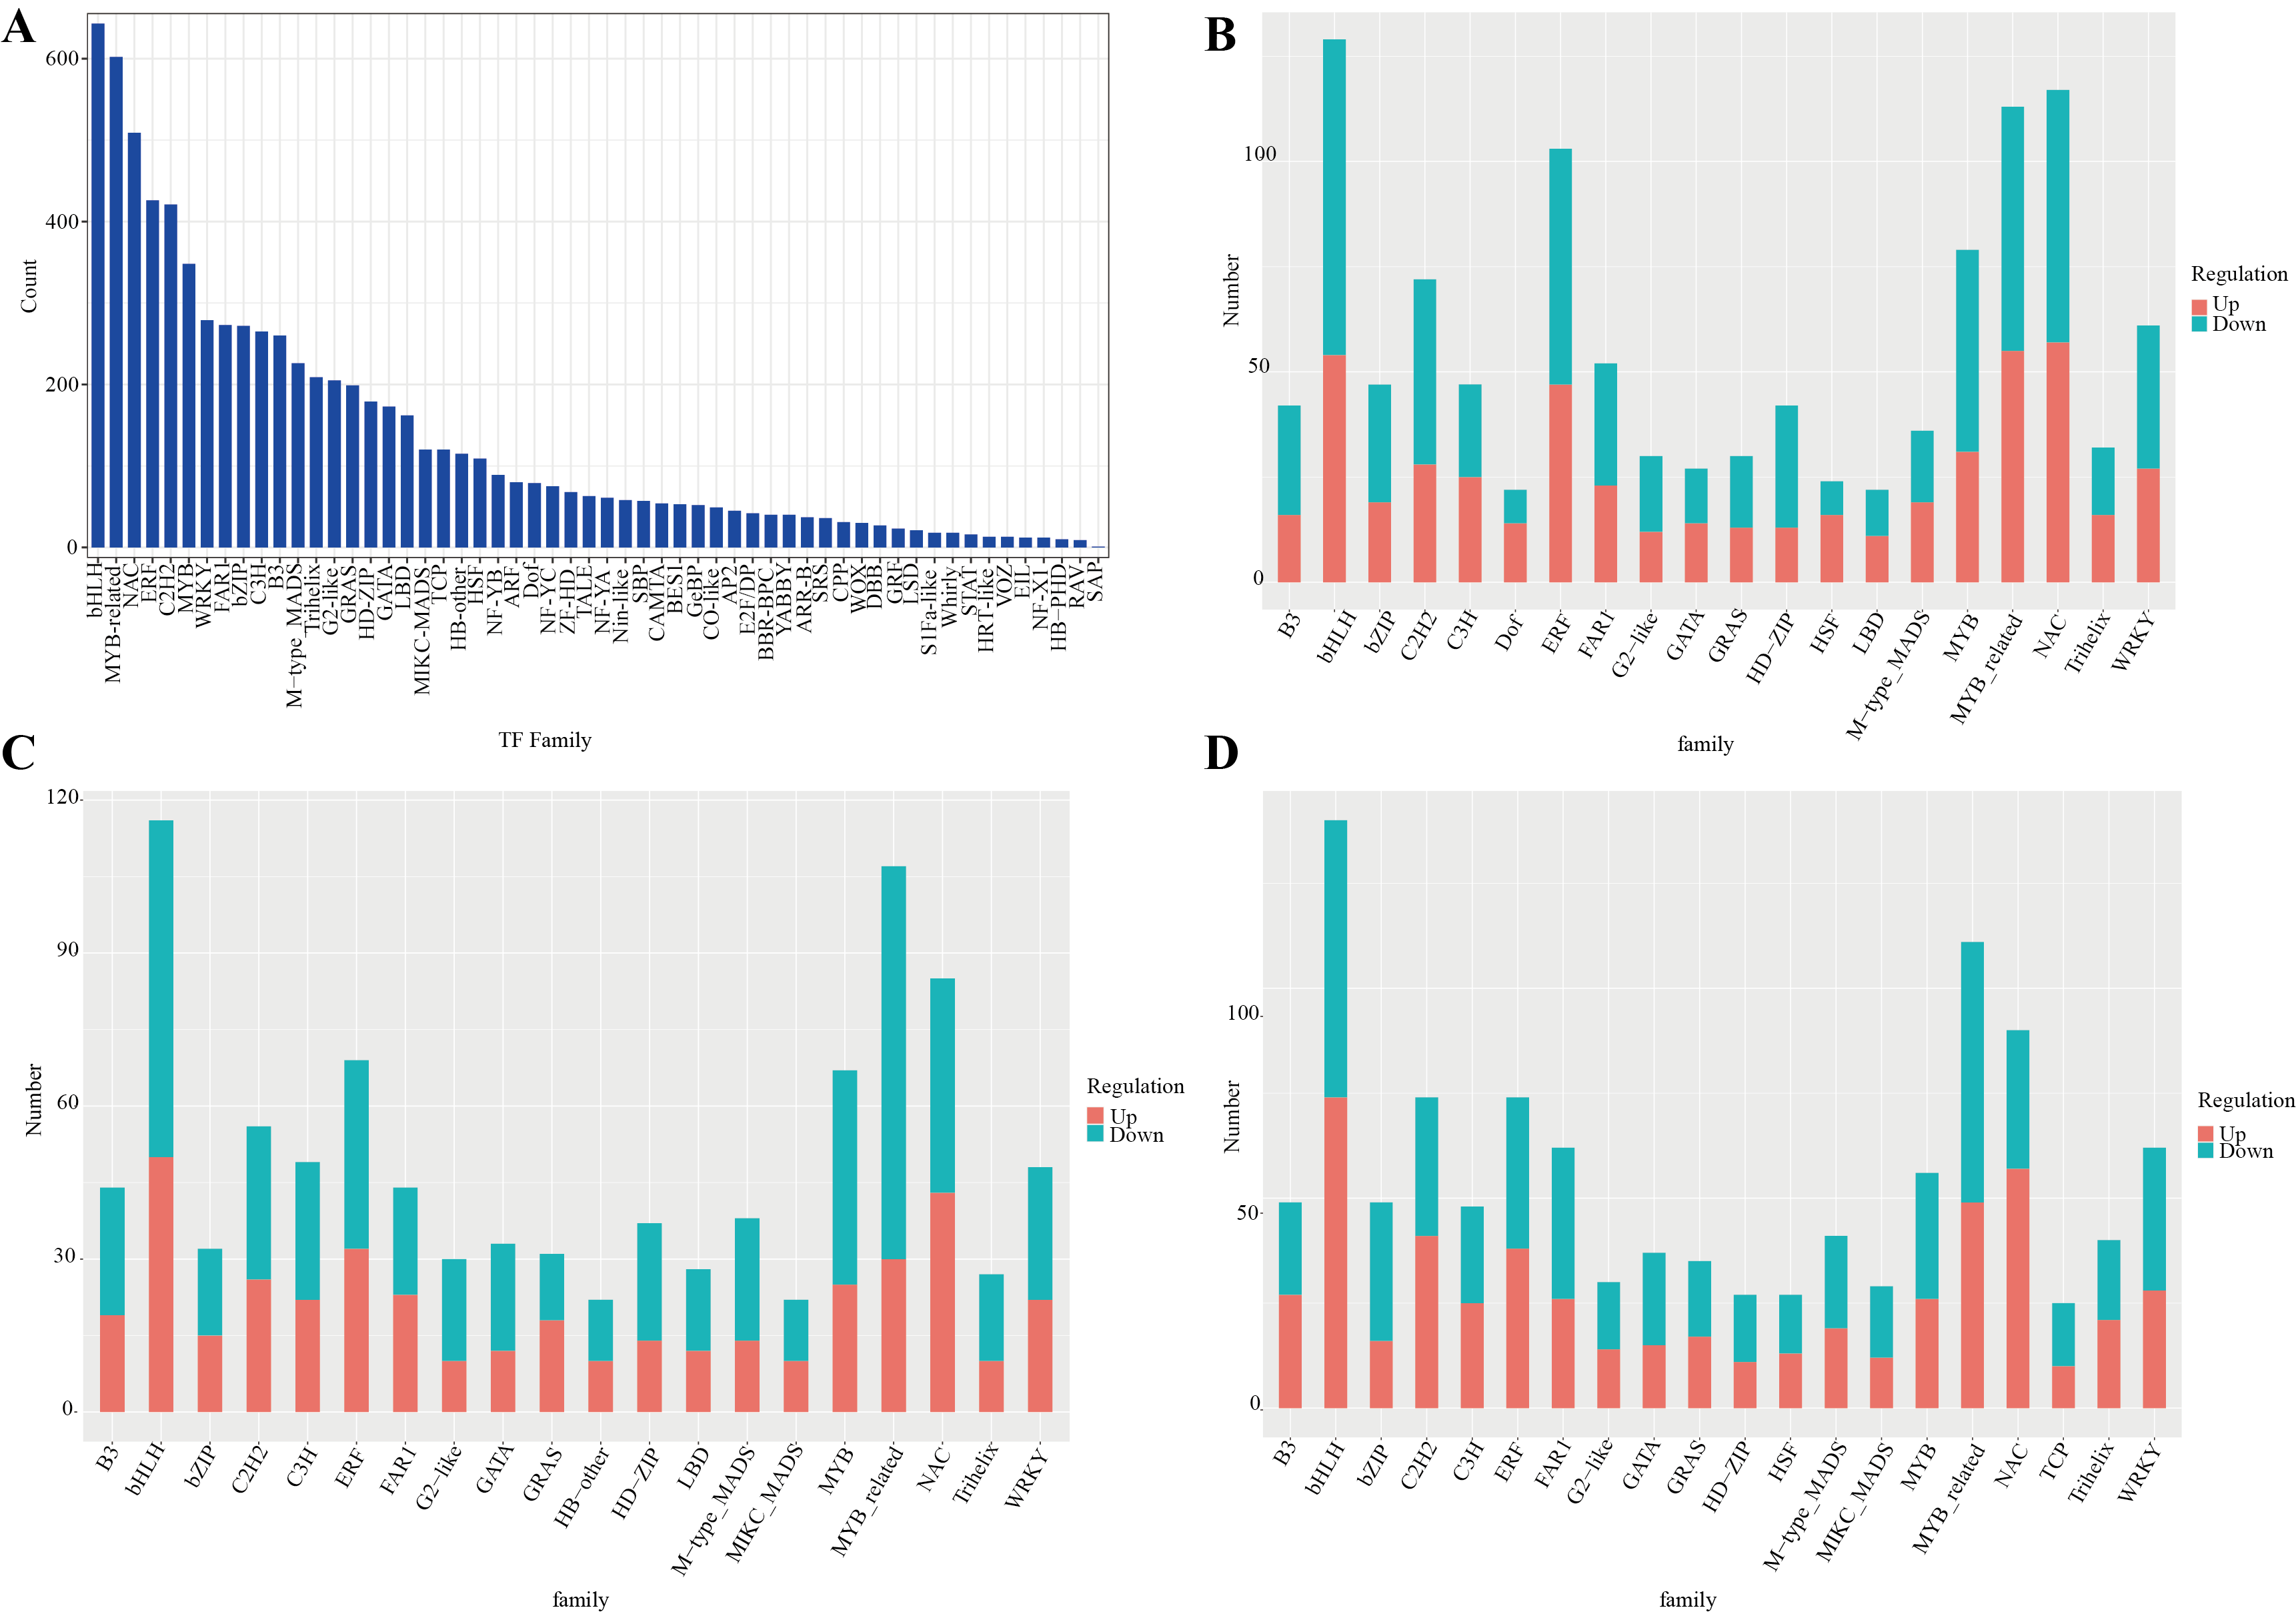 A
600
400
200
0
Count
bHLH
MYB-related
NAC
ERF
C2H2
MYB
WRKY
FAR1
bZIP
C3H
B3
M−type_MADS
Trihelix
G2-like
GRAS
HD-ZIP
GATA
LBD
MIKC-MADS
TCP
HB-other
HSF
NF-YB
ARF
Dof
NF-YC
ZF-HD
TALE
NF-YA
Nin-like
SBP
CAMTA
BES1
GeBP
CO-like
AP2
E2F/DP
BBR-BPC
YABBY
ARR-B
SRS
CPP
WOX
DBB
GRF
LSD
S1Fa-like
Whirly
STAT
HRT-like
VOZ
EIL
NF-X1
HB−PHD
RAV
SAP
TF Family
B
100
50
0
Number
B3
bHLH
bZIP
C2H2
C3H
Dof
ERF
FAR1
G2−like
GATA
GRAS
HD−ZIP
HSF
LBD
M−type_MADS
MYB
MYB_related
NAC
Trihelix
WRKY
family
Regulation
Up
Down
C
120
90
60
30
0
Number
B3
bHLH
bZIP
C2H2
C3H
ERF
FAR1
G2−like
GATA
GRAS
HB−other
HD−ZIP
LBD
M−type_MADS
MIKC_MADS
MYB
MYB_related
NAC
Trihelix
WRKY
family
Regulation
Up
Down
D
100
50
0
Number
B3
bHLH
bZIP
C2H2
C3H
ERF
FAR1
G2−like
GATA
GRAS
HD−ZIP
HSF
M−type_MADS
MIKC_MADS
MYB
MYB_related
NAC
TCP
Trihelix
WRKY
family
Regulation
Up
Down